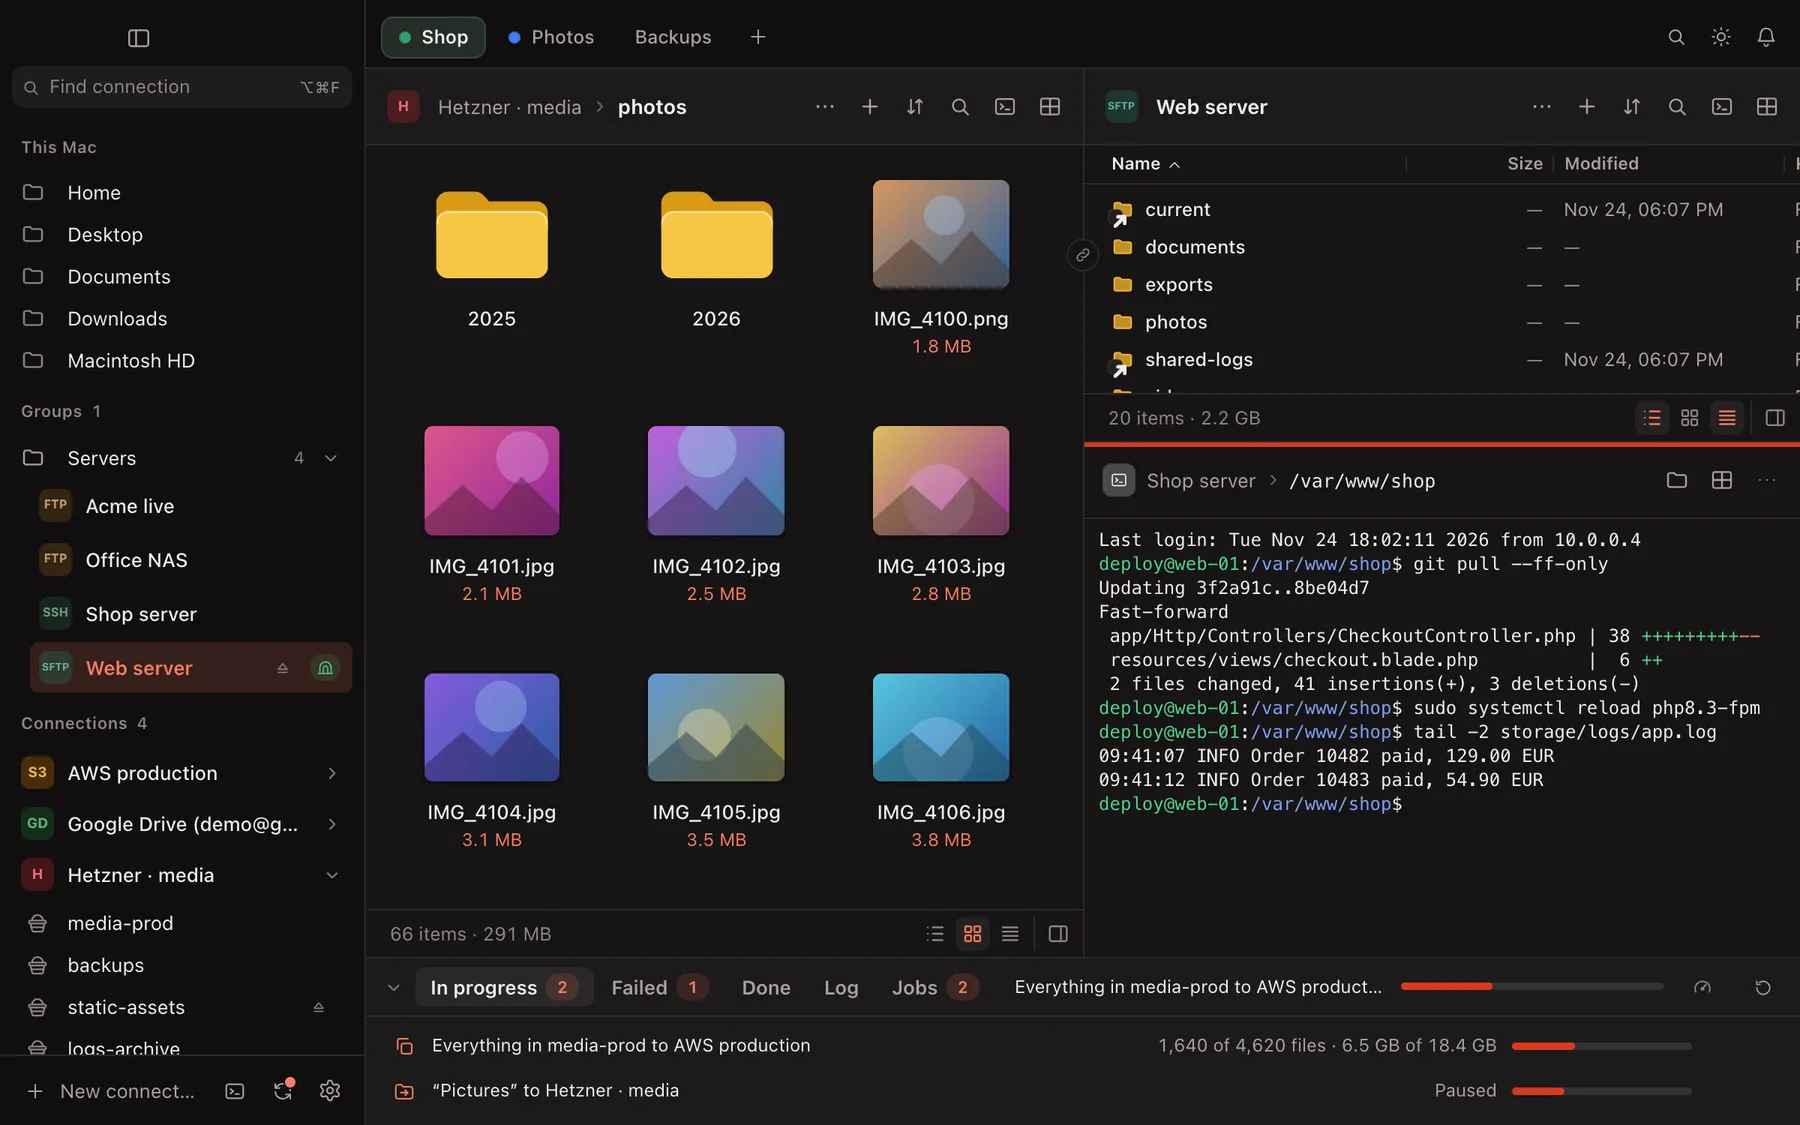 Shop
Photos
Backups
Find connection
⌥⌘F
This Mac
Home
Desktop
Documents
Downloads
Macintosh HD
Groups 1
Servers 4
FTP Acme live
FTP Office NAS
SSH Shop server
SFTP Web server
Connections 4
S3 AWS production
GD Google Drive (demo@g...
H Hetzner · media
media-prod
backups
static-assets
logs-archive
New connect...
H Hetzner · media > photos
2025
2026
IMG_4100.png
1.8 MB
IMG_4101.jpg
2.1 MB
IMG_4102.jpg
2.5 MB
IMG_4103.jpg
2.8 MB
IMG_4104.jpg
3.1 MB
IMG_4105.jpg
3.5 MB
IMG_4106.jpg
3.8 MB
66 items · 291 MB
SFTP Web server
Name Size Modified
current — Nov 24, 06:07 PM
documents — —
exports — —
photos — —
shared-logs — Nov 24, 06:07 PM
20 items · 2.2 GB
Shop server > /var/www/shop
Last login: Tue Nov 24 18:02:11 2026 from 10.0.0.4
deploy@web-01:/var/www/shop$ git pull --ff-only
Updating 3f2a91c..8be04d7
Fast-forward
app/Http/Controllers/CheckoutController.php | 38 +++++++++--
resources/views/checkout.blade.php | 6 ++
2 files changed, 41 insertions(+), 3 deletions(-)
deploy@web-01:/var/www/shop$ sudo systemctl reload php8.3-fpm
deploy@web-01:/var/www/shop$ tail -2 storage/logs/app.log
09:41:07 INFO Order 10482 paid, 129.00 EUR
09:41:12 INFO Order 10483 paid, 54.90 EUR
deploy@web-01:/var/www/shop$
In progress 2
Failed 1
Done
Log
Jobs 2
Everything in media-prod to AWS product...
Everything in media-prod to AWS production
1,640 of 4,620 files · 6.5 GB of 18.4 GB
“Pictures” to Hetzner · media
Paused